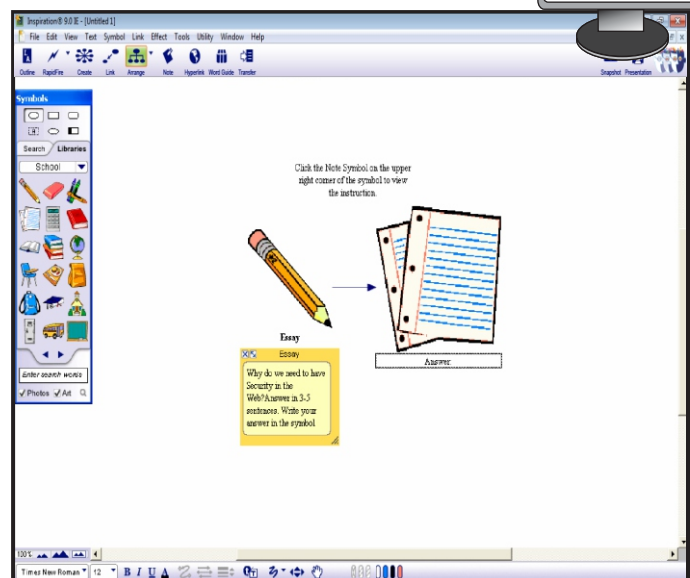 Inspiration® 9.0 IE - [Untitled 1]
File Edit View Text Symbol Link Effect Tools Utility Window Help
Outline RapidFire Create Link Arrange Note Hyperlink Word Guide Transfer Snapshot Presentation
Symbols
Search Libraries
School
Enter search words
Photos Art
Click the Note Symbol on the upper
right corner of the symbol to view
the instruction.
Essay
Essay
Why do we need to have
Security in the
Web?Answer in 3-5
sentences. Write your
answer in the symbol
Answer
100%
Times New Roman 12 B I U A